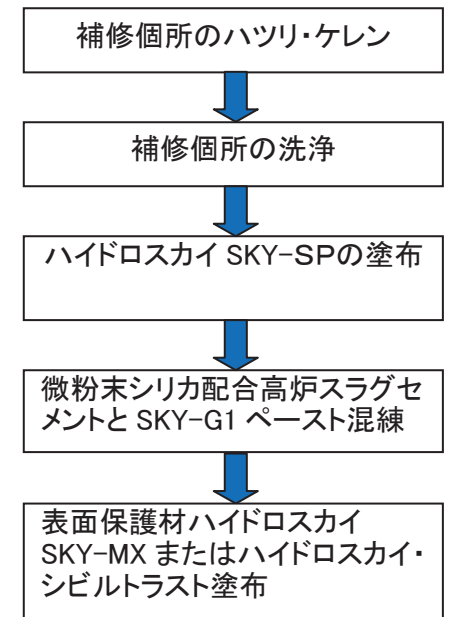 補修個所のハツリ・ケレン
補修個所の洗浄
ハイドロスカイ SKY-SPの塗布
微粉末シリカ配合高炉スラグセ
メントと SKY-G1 ペースト混練
表面保護材ハイドロスカイ
SKY-MX またはハイドロスカイ・
シビルトラスト塗布